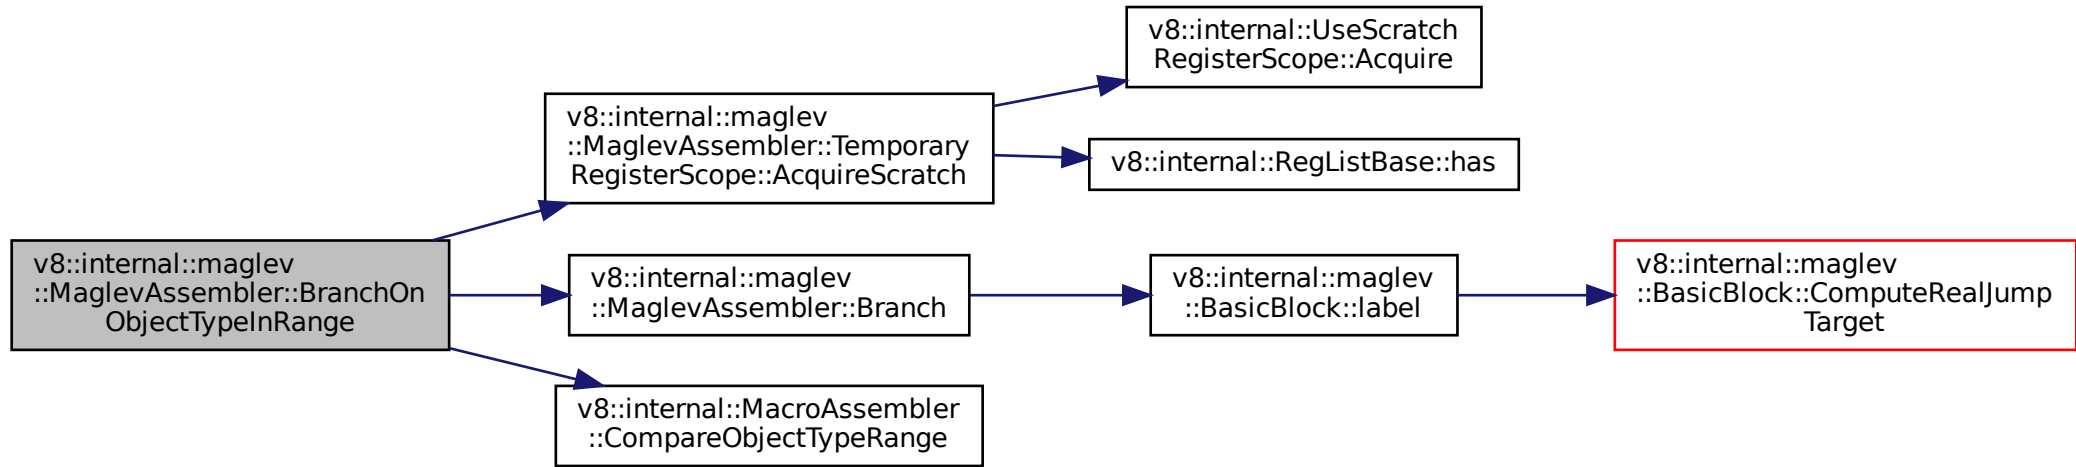 v8::internal::UseScratch
RegisterScope::Acquire
v8::internal::maglev
::MaglevAssembler::Temporary
RegisterScope::AcquireScratch
v8::internal::RegListBase::has
v8::internal::maglev
::MaglevAssembler::BranchOn
ObjectTypeInRange
v8::internal::maglev
::MaglevAssembler::Branch
v8::internal::maglev
::BasicBlock::label
v8::internal::maglev
::BasicBlock::ComputeRealJump
Target
v8::internal::MacroAssembler
::CompareObjectTypeRange